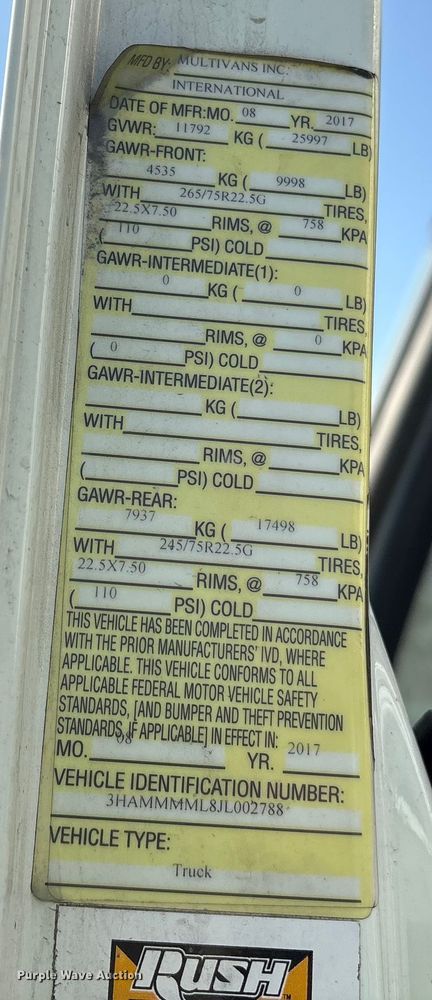 MFD BY: MULTIVANS INC.
INTERNATIONAL
DATE OF MFR:MO. 08 YR. 2017
GVWR: 11792 KG ( 25997 LB)
GAWR-FRONT:
4535 KG ( 9998 LB)
WITH 265/75R22.5G TIRES,
22.5X7.50 RIMS, @ 758 KPA
( 110 PSI) COLD
GAWR-INTERMEDIATE(1):
0 KG ( 0 LB)
WITH TIRES,
RIMS, @ 0 KPA
( 0 PSI) COLD
GAWR-INTERMEDIATE(2):
KG ( LB)
WITH TIRES,
RIMS, @ KPA
( PSI) COLD
GAWR-REAR:
7937 KG ( 17498 LB)
WITH 245/75R22.5G TIRES,
22.5X7.50 RIMS, @ 758 KPA
( 110 PSI) COLD
THIS VEHICLE HAS BEEN COMPLETED IN ACCORDANCE
WITH THE PRIOR MANUFACTURERS' IVD, WHERE
APPLICABLE. THIS VEHICLE CONFORMS TO ALL
APPLICABLE FEDERAL MOTOR VEHICLE SAFETY
STANDARDS, [AND BUMPER AND THEFT PREVENTION
STANDARDS, IF APPLICABLE] IN EFFECT IN:
MO. 08 YR. 2017
VEHICLE IDENTIFICATION NUMBER:
3HAMMMML8JL002788*
VEHICLE TYPE:
Truck
RUSH
Purple Wave Auction